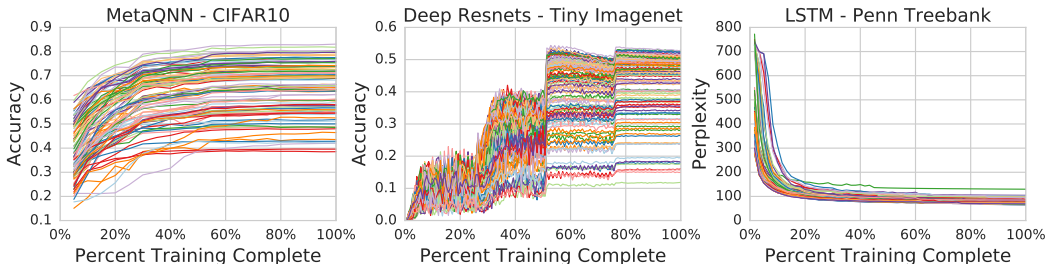 MetaQNN - CIFAR10
0.9
0.8
0.7
0.6
0.5
0.4
0.3
0.2
0.1
Accuracy
0% 20% 40% 60% 80% 100%
Percent Training Complete
Deep Resnets - Tiny Imagenet
0.6
0.5
0.4
0.3
0.2
0.1
0.0
Accuracy
0% 20% 40% 60% 80% 100%
Percent Training Complete
LSTM - Penn Treebank
800
700
600
500
400
300
200
100
0
Perplexity
0% 20% 40% 60% 80% 100%
Percent Training Complete